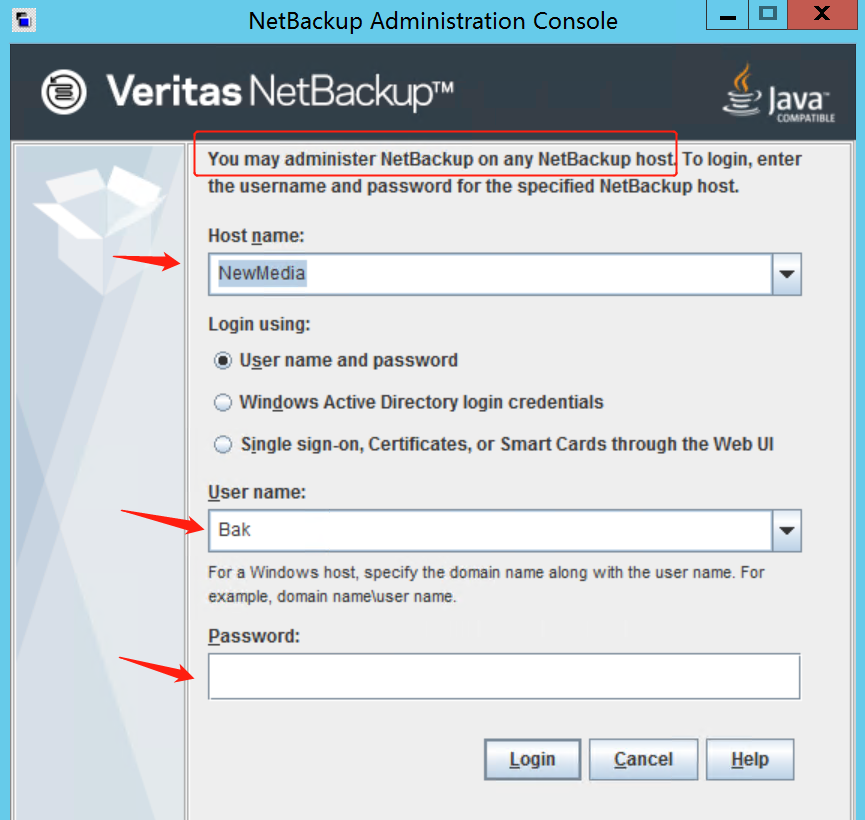 NetBackup Administration Console
Veritas NetBackup™
Java™
COMPATIBLE
You may administer NetBackup on any NetBackup host. To login, enter
the username and password for the specified NetBackup host.
Host name:
NewMedia
Login using:
User name and password
Windows Active Directory login credentials
Single sign-on, Certificates, or Smart Cards through the Web UI
User name:
Bak
For a Windows host, specify the domain name along with the user name. For
example, domain name\user name.
Password:
Login Cancel Help